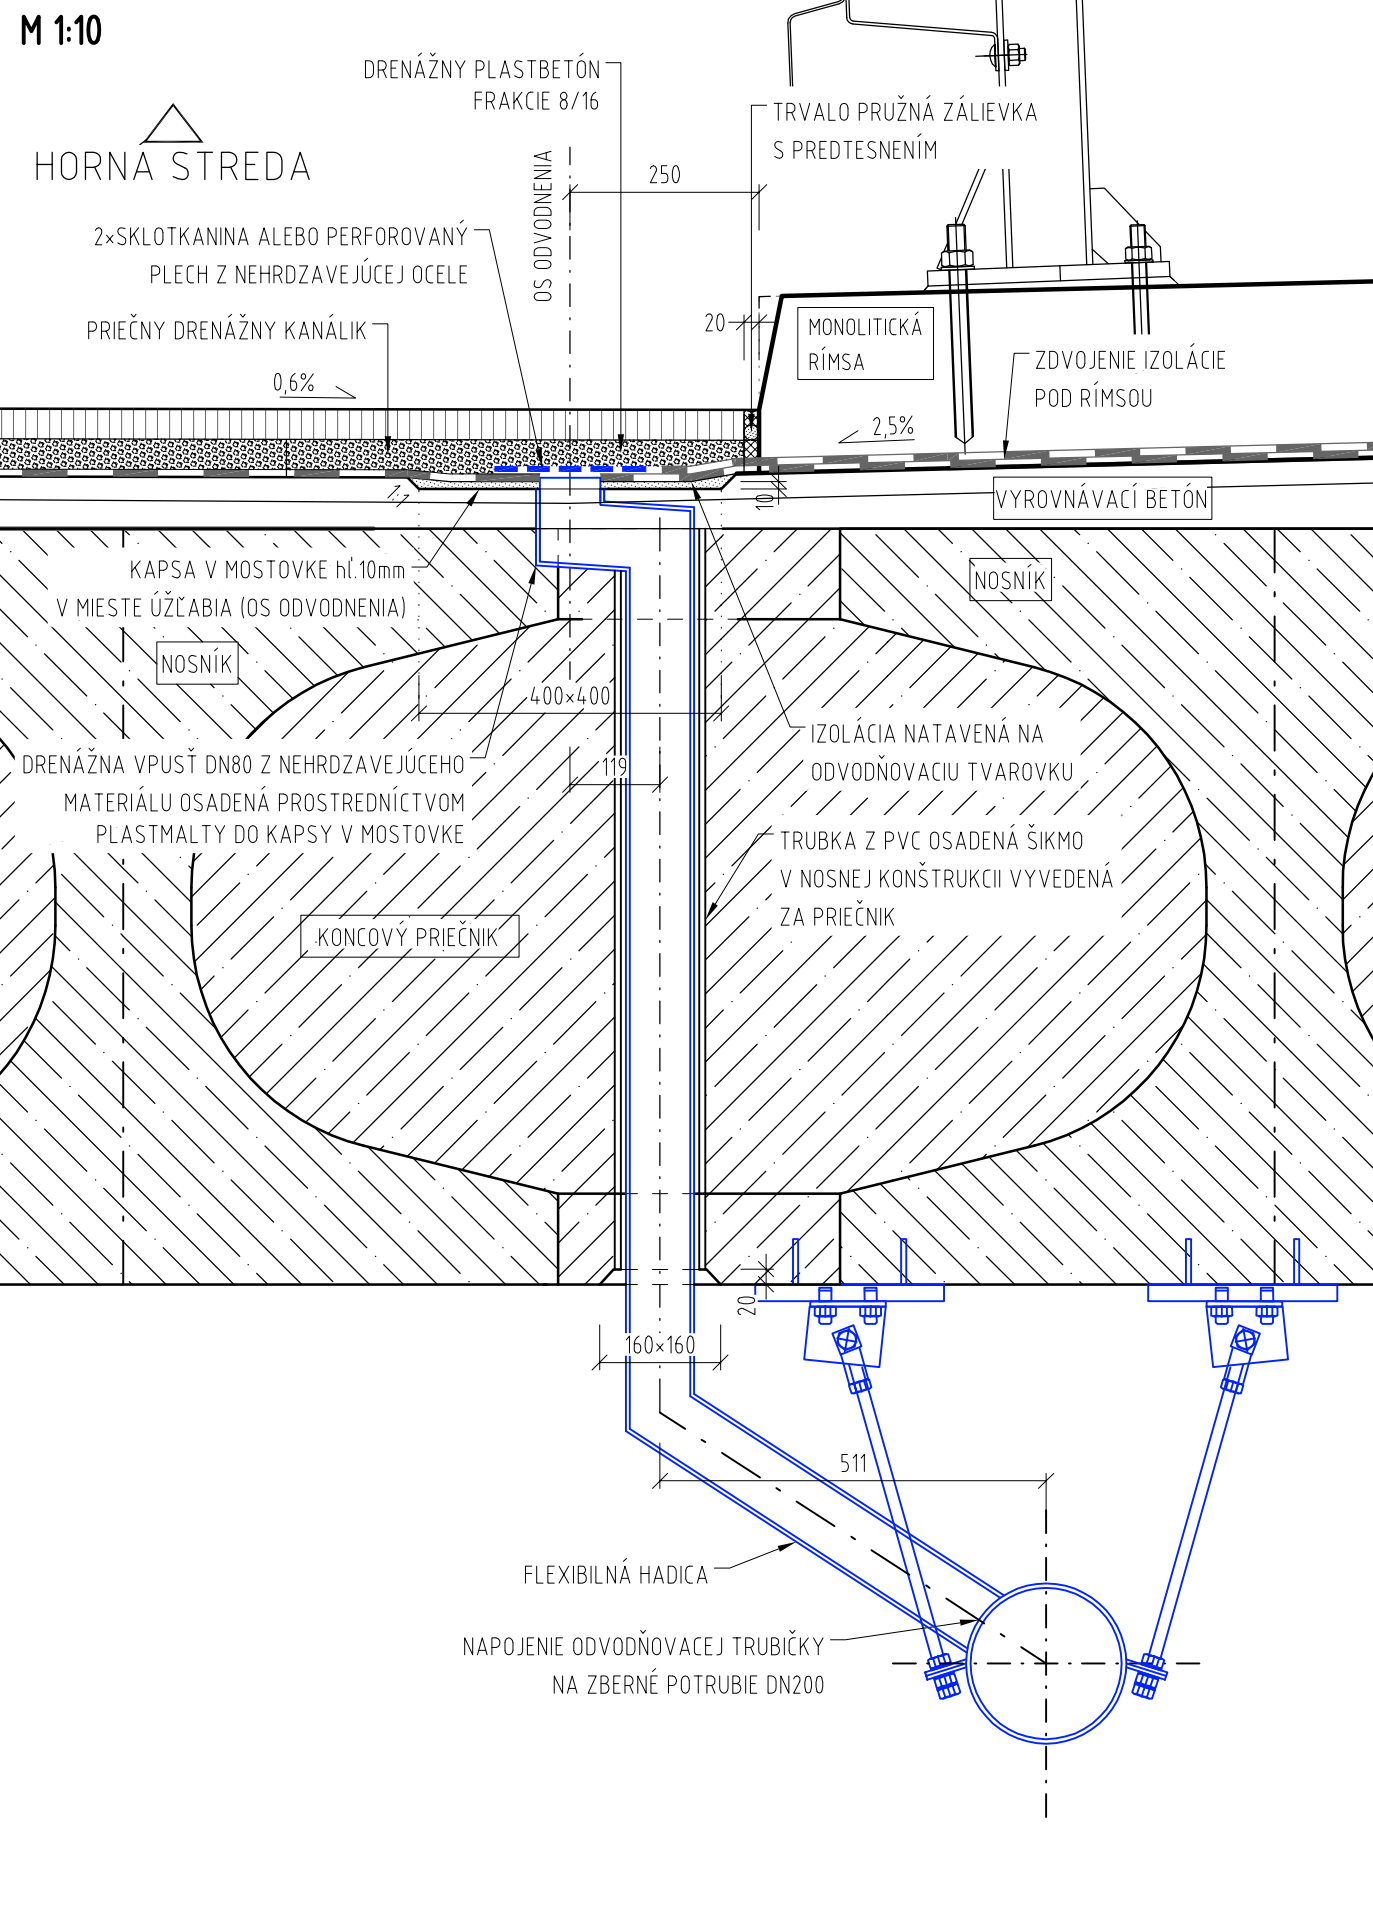 M 1:10
DRENÁŽNY PLASTBETÓN
FRAKCIE 8/16
TRVALO PRUŽNÁ ZÁLIEVKA
S PREDTESNENÍM
HORNÁ STREDA
OS ODVODNENIA
250
2×SKLOTKANINA ALEBO PERFOROVANÝ
PLECH Z NEHRDZAVEJÚCEJ OCELE
PRIEČNY DRENÁŽNY KANÁLIK
20
MONOLITICKÁ
RÍMSA
ZDVOJENIE IZOLÁCIE
POD RÍMSOU
0,6%
2,5%
1:1
10
VYROVNÁVACÍ BETÓN
KAPSA V MOSTOVKE hĺ.10mm
V MIESTE ÚŽĽABIA (OS ODVODNENIA)
NOSNÍK
NOSNÍK
400×400
IZOLÁCIA NATAVENÁ NA
ODVODŇOVACIU TVAROVKU
119
DRENÁŽNA VPUSŤ DN80 Z NEHRDZAVEJÚCEHO
MATERIÁLU OSADENÁ PROSTREDNÍCTVOM
PLASTMALTY DO KAPSY V MOSTOVKE
TRUBKA Z PVC OSADENÁ ŠIKMO
V NOSNEJ KONŠTRUKCII VYVEDENÁ
ZA PRIEČNIK
KONCOVÝ PRIEČNIK
20
160×160
511
FLEXIBILNÁ HADICA
NAPOJENIE ODVODŇOVACEJ TRUBIČKY
NA ZBERNÉ POTRUBIE DN200